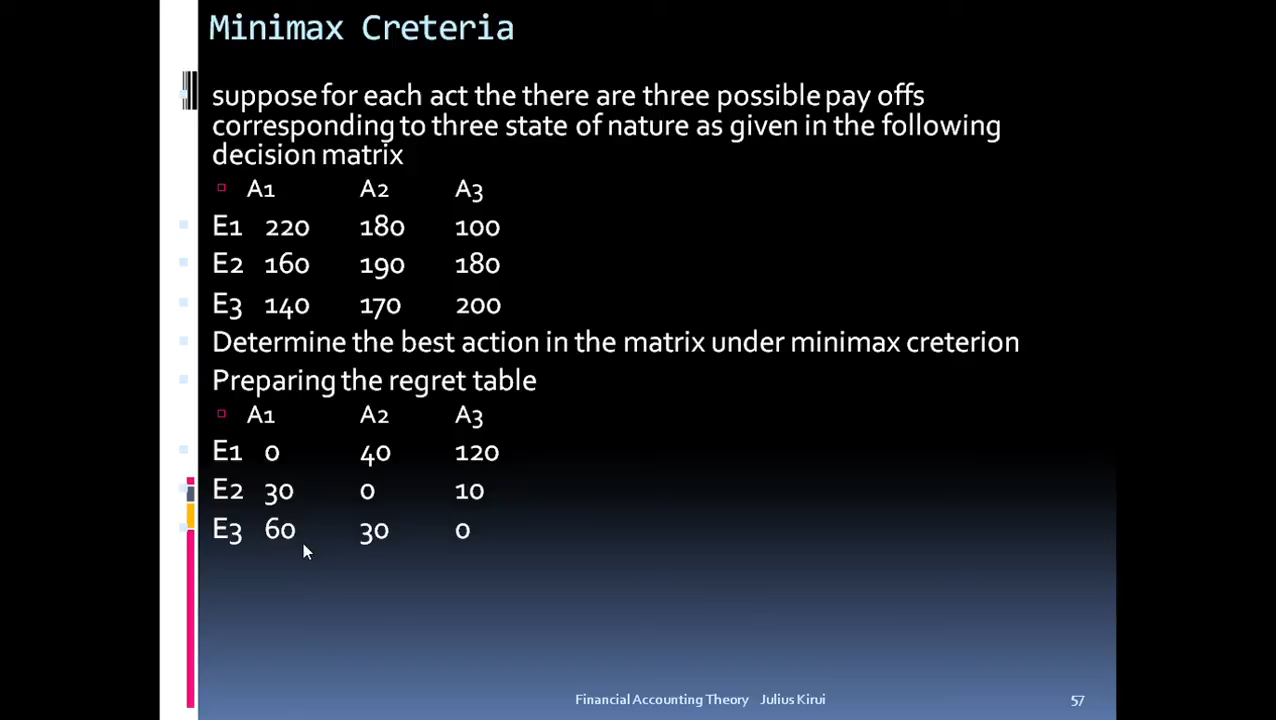 Minimax Creteria
suppose for each act the there are three possible pay offs
corresponding to three state of nature as given in the following
decision matrix
A1 A2 A3
E1 220 180 100
E2 160 190 180
E3 140 170 200
Determine the best action in the matrix under minimax creterion
Preparing the regret table
A1 A2 A3
E1 0 40 120
E2 30 0 10
E3 60 30 0
Financial Accounting Theory Julius Kirui 57